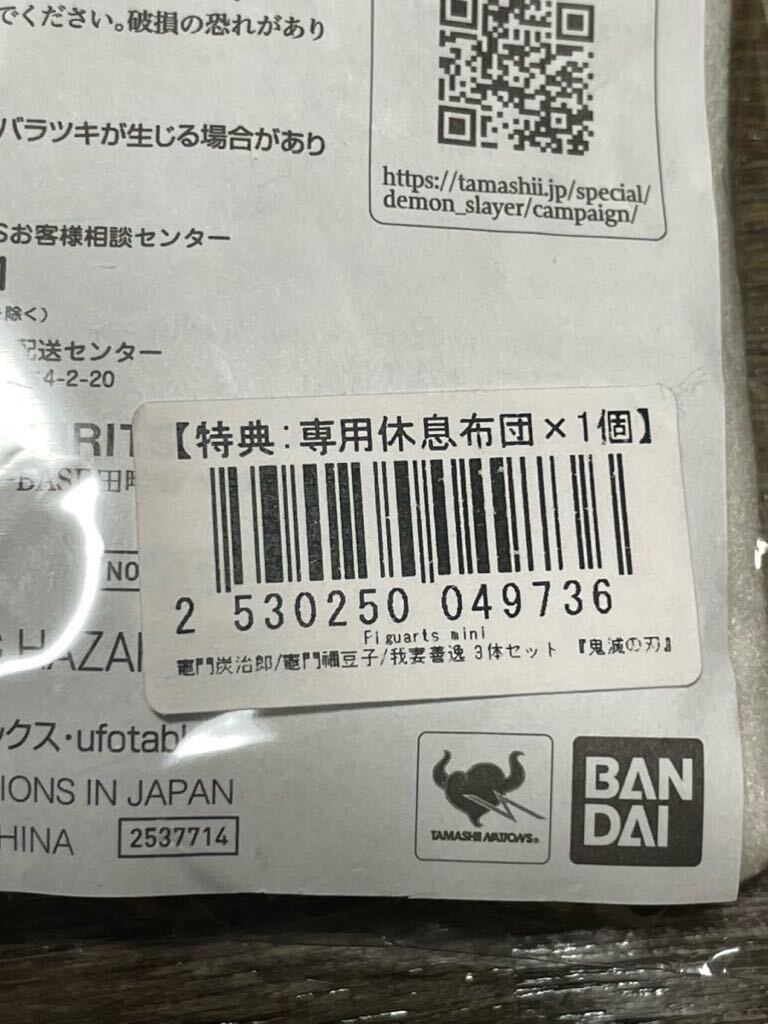 でください。破損の恐れがあり
バラツキが生じる場合があり
https://tamashii.jp/special/
demon_slayer/campaign/
Sお客様相談センター
を除く)
配送センター
4-2-20
【特典:専用休息布団×1個】
BASE田町
NO
2 530250 049736
Figuarts mini
竈門炭治郎/竈門禰豆子/我妻善逸 3体セット 『鬼滅の刃』
HAZA
ックス・ufotabl
IONS IN JAPAN
HINA 2537714
TAMASHII NATIONS
BAN
DAI